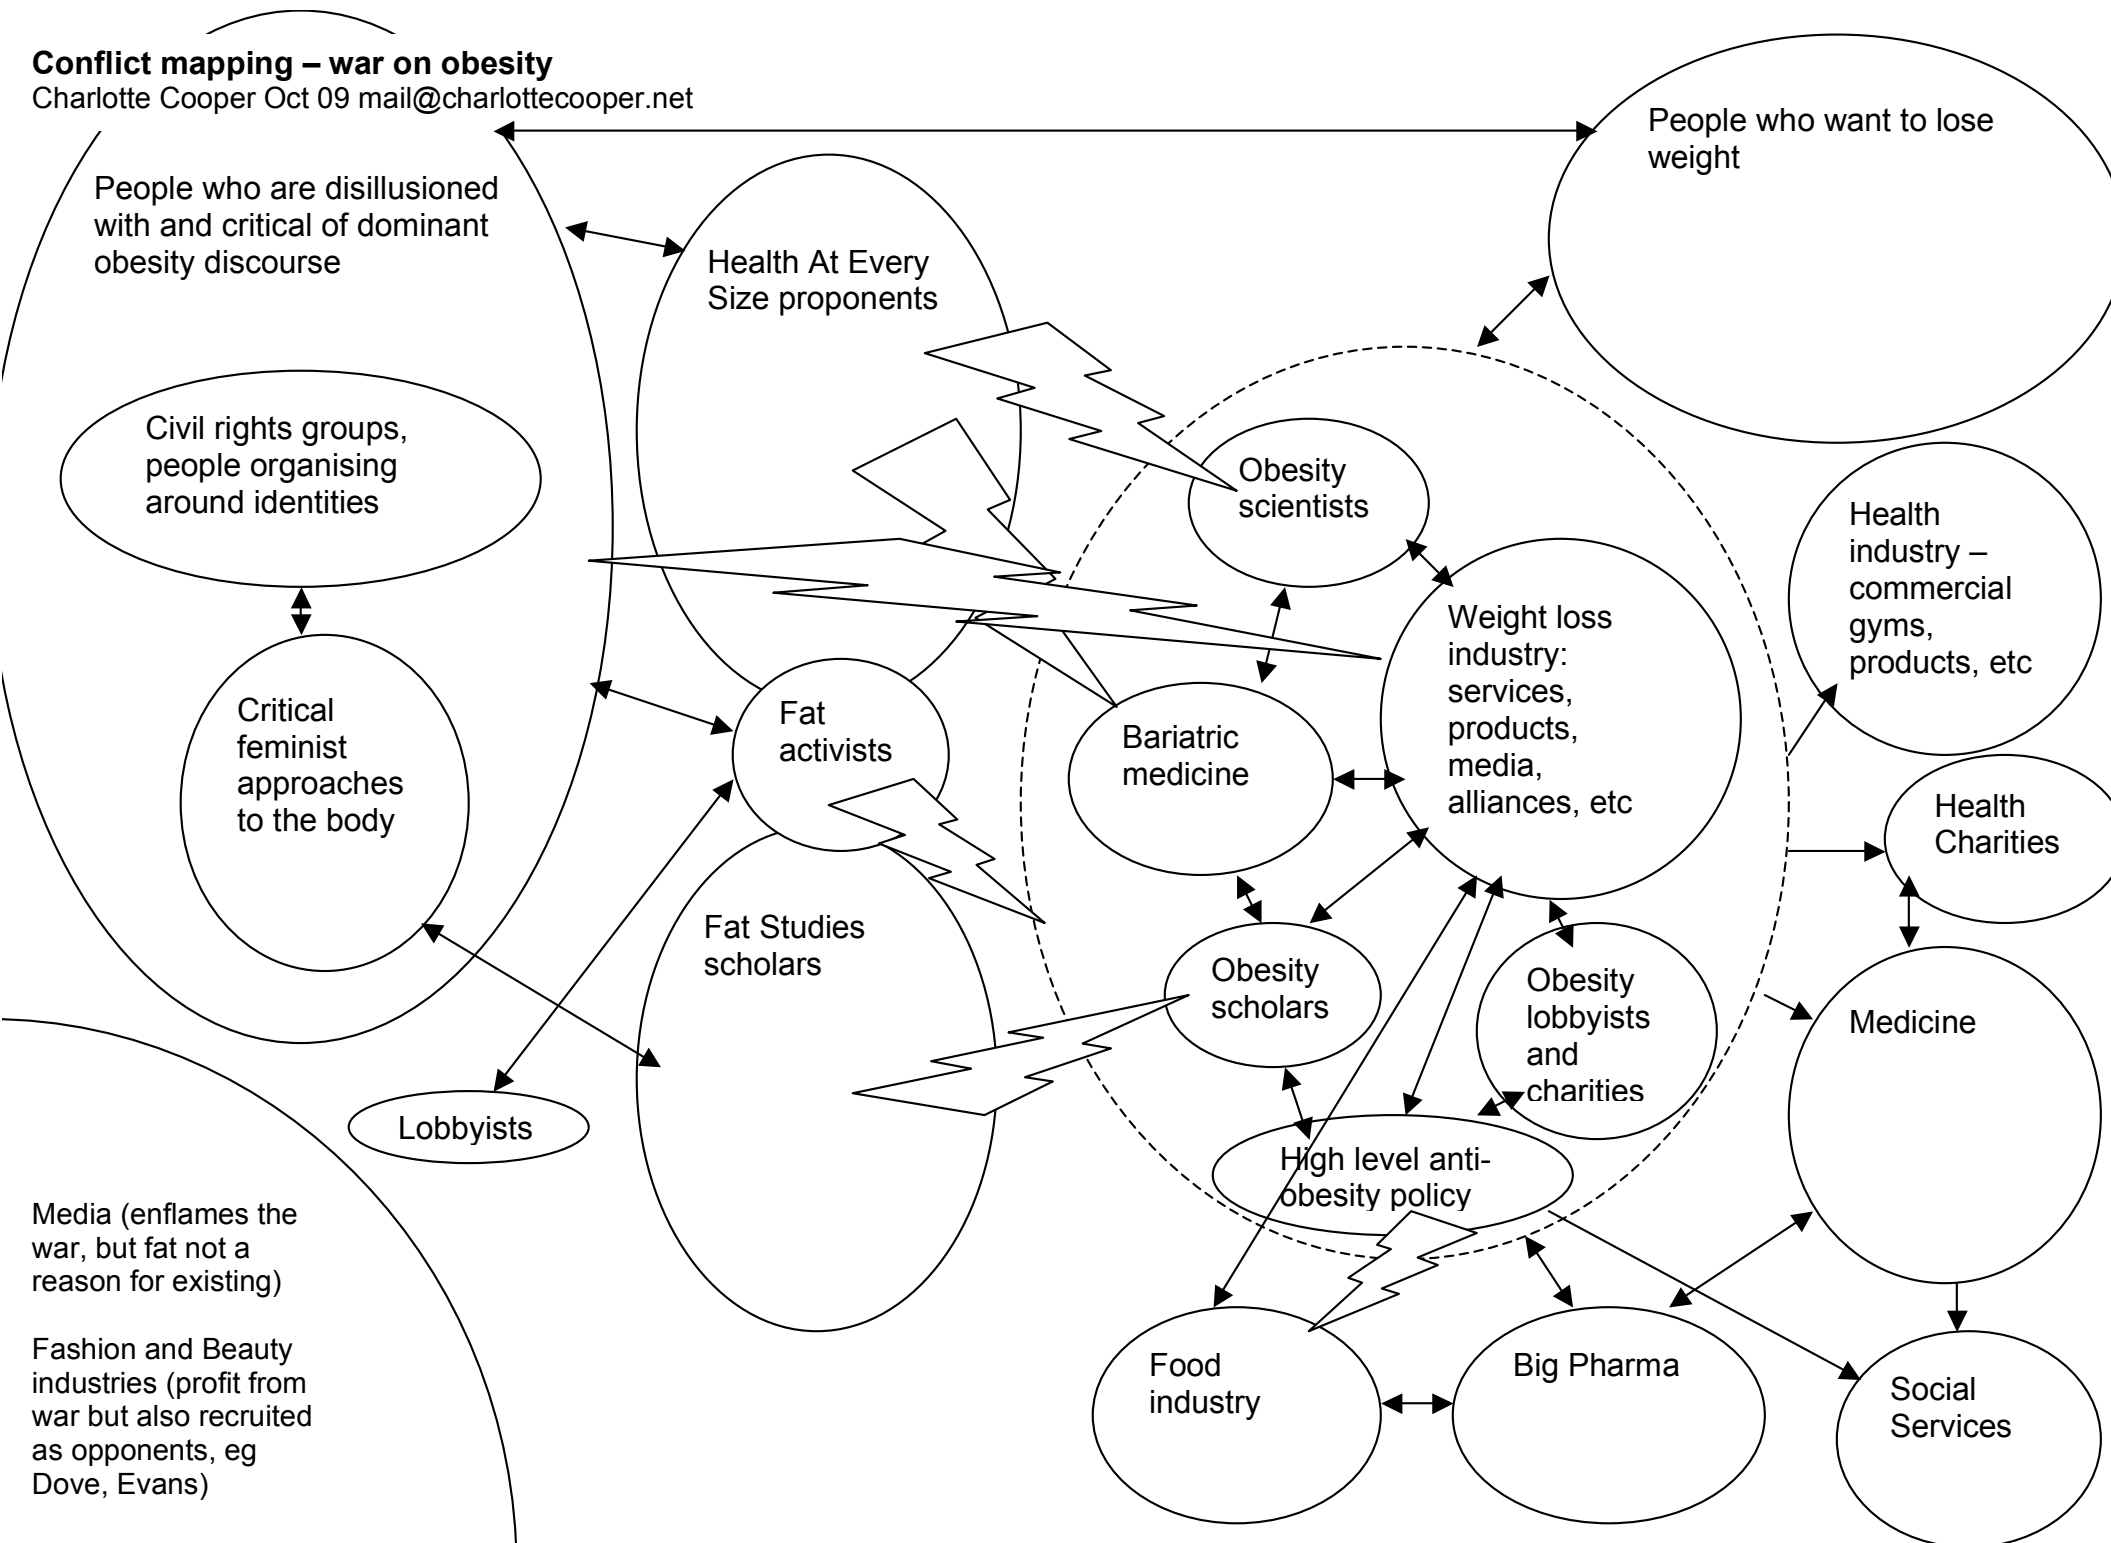 Conflict mapping – war on obesity
Charlotte Cooper Oct 09 mail@charlottecooper.net
People who are disillusioned
with and critical of dominant
obesity discourse
People who want to lose
weight
Health At Every
Size proponents
Civil rights groups,
people organising
around identities
Obesity
scientists
Health
industry –
commercial
gyms,
products, etc
Weight loss
industry:
services,
products,
media,
alliances, etc
Critical
feminist
approaches
to the body
Fat
activists
Bariatric
medicine
Health
Charities
Fat Studies
scholars
Obesity
scholars
Obesity
lobbyists
and
charities
Medicine
Lobbyists
High level anti-
obesity policy
Media (enflames the
war, but fat not a
reason for existing)
Fashion and Beauty
industries (profit from
war but also recruited
as opponents, eg
Dove, Evans)
Food
industry
Big Pharma
Social
Services